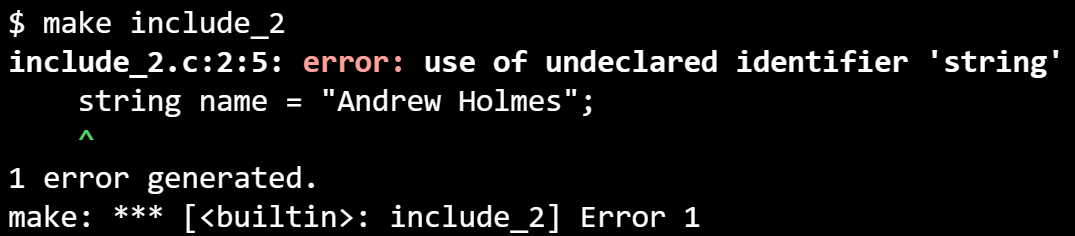 $ make include_2
include_2.c:2:5: error: use of undeclared identifier 'string'
    string name = "Andrew Holmes";
    ^
1 error generated.
make: *** [<builtin>: include_2] Error 1